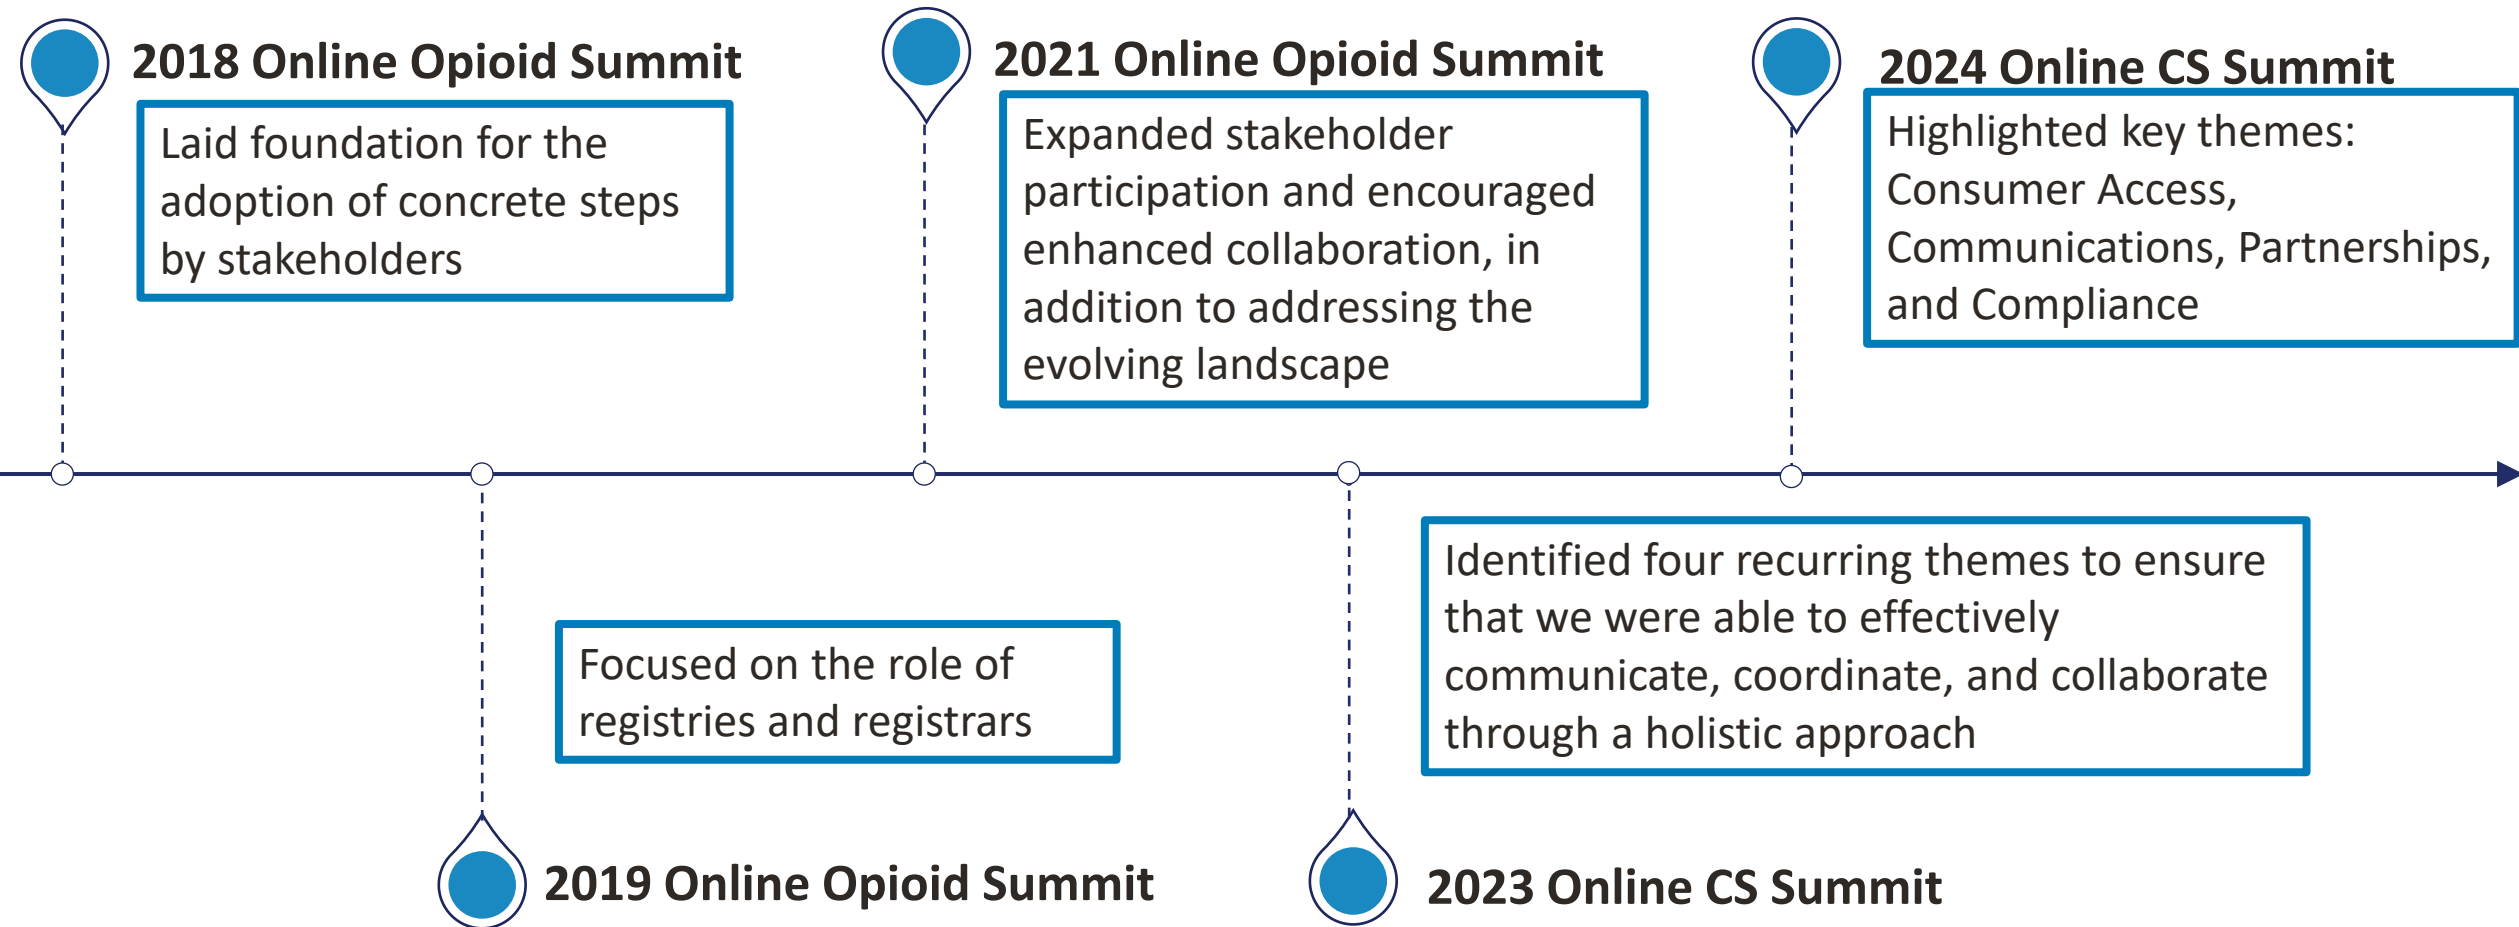 2018 Online Opioid Summit
Laid foundation for the
adoption of concrete steps
by stakeholders
2021 Online Opioid Summit
Expanded stakeholder
participation and encouraged
enhanced collaboration, in
addition to addressing the
evolving landscape
2024 Online CS Summit
Highlighted key themes:
Consumer Access,
Communications, Partnerships,
and Compliance
Focused on the role of
registries and registrars
2019 Online Opioid Summit
Identified four recurring themes to ensure
that we were able to effectively
communicate, coordinate, and collaborate
through a holistic approach
2023 Online CS Summit